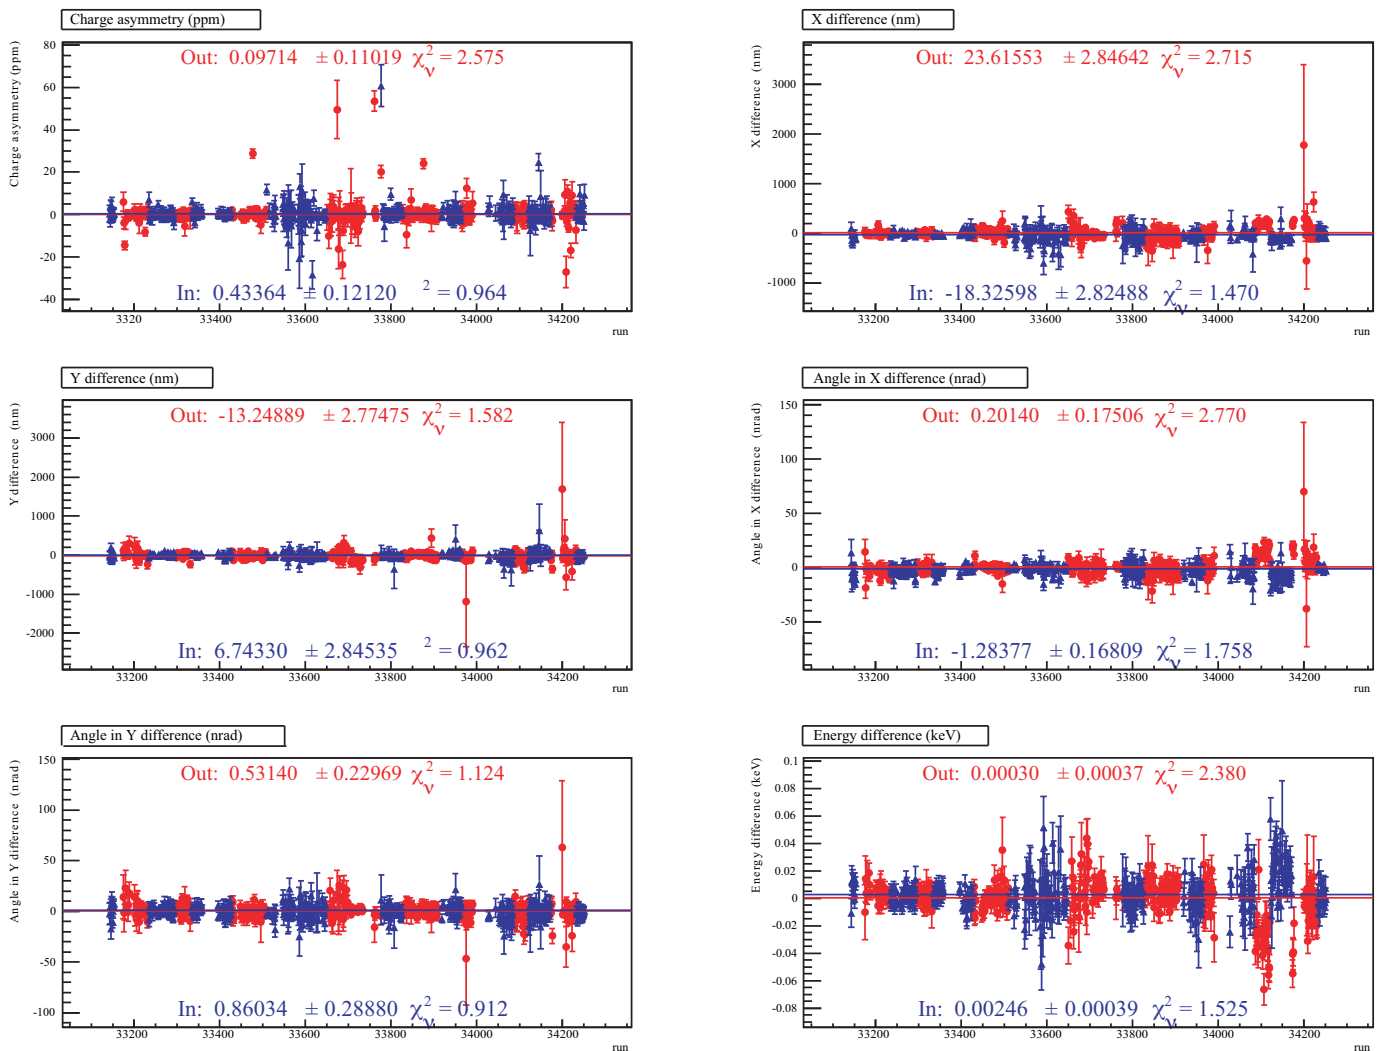 Charge asymmetry (ppm)
Charge asymmetry (ppm)
80
60
40
20
0
-20
-40
Out: 0.09714 ± 0.11019 χ²ᵥ = 2.575
In: 0.43364 ± 0.12120 ² = 0.964
3320 33400 33600 33800 34000 34200
run
X difference (nm)
X difference (nm)
3000
2000
1000
0
-1000
Out: 23.61553 ± 2.84642 χ²ᵥ = 2.715
In: -18.32598 ± 2.82488 χ²ᵥ = 1.470
33200 33400 33600 33800 34000 34200
run
Y difference (nm)
Y difference (nm)
3000
2000
1000
0
-1000
-2000
Out: -13.24889 ± 2.77475 χ²ᵥ = 1.582
In: 6.74330 ± 2.84535 ² = 0.962
33200 33400 33600 33800 34000 34200
run
Angle in X difference (nrad)
Angle in X difference (nrad)
150
100
50
0
-50
Out: 0.20140 ± 0.17506 χ²ᵥ = 2.770
In: -1.28377 ± 0.16809 χ²ᵥ = 1.758
33200 33400 33600 33800 34000 34200
run
Angle in Y difference (nrad)
Angle in Y difference (nrad)
150
100
50
0
-50
-100
Out: 0.53140 ± 0.22969 χ²ᵥ = 1.124
In: 0.86034 ± 0.28880 χ²ᵥ = 0.912
33200 33400 33600 33800 34000 34200
run
Energy difference (keV)
Energy difference (keV)
0.1
0.08
0.06
0.04
0.02
0
-0.02
-0.04
-0.06
-0.08
Out: 0.00030 ± 0.00037 χ²ᵥ = 2.380
In: 0.00246 ± 0.00039 χ²ᵥ = 1.525
33200 33400 33600 33800 34000 34200
run